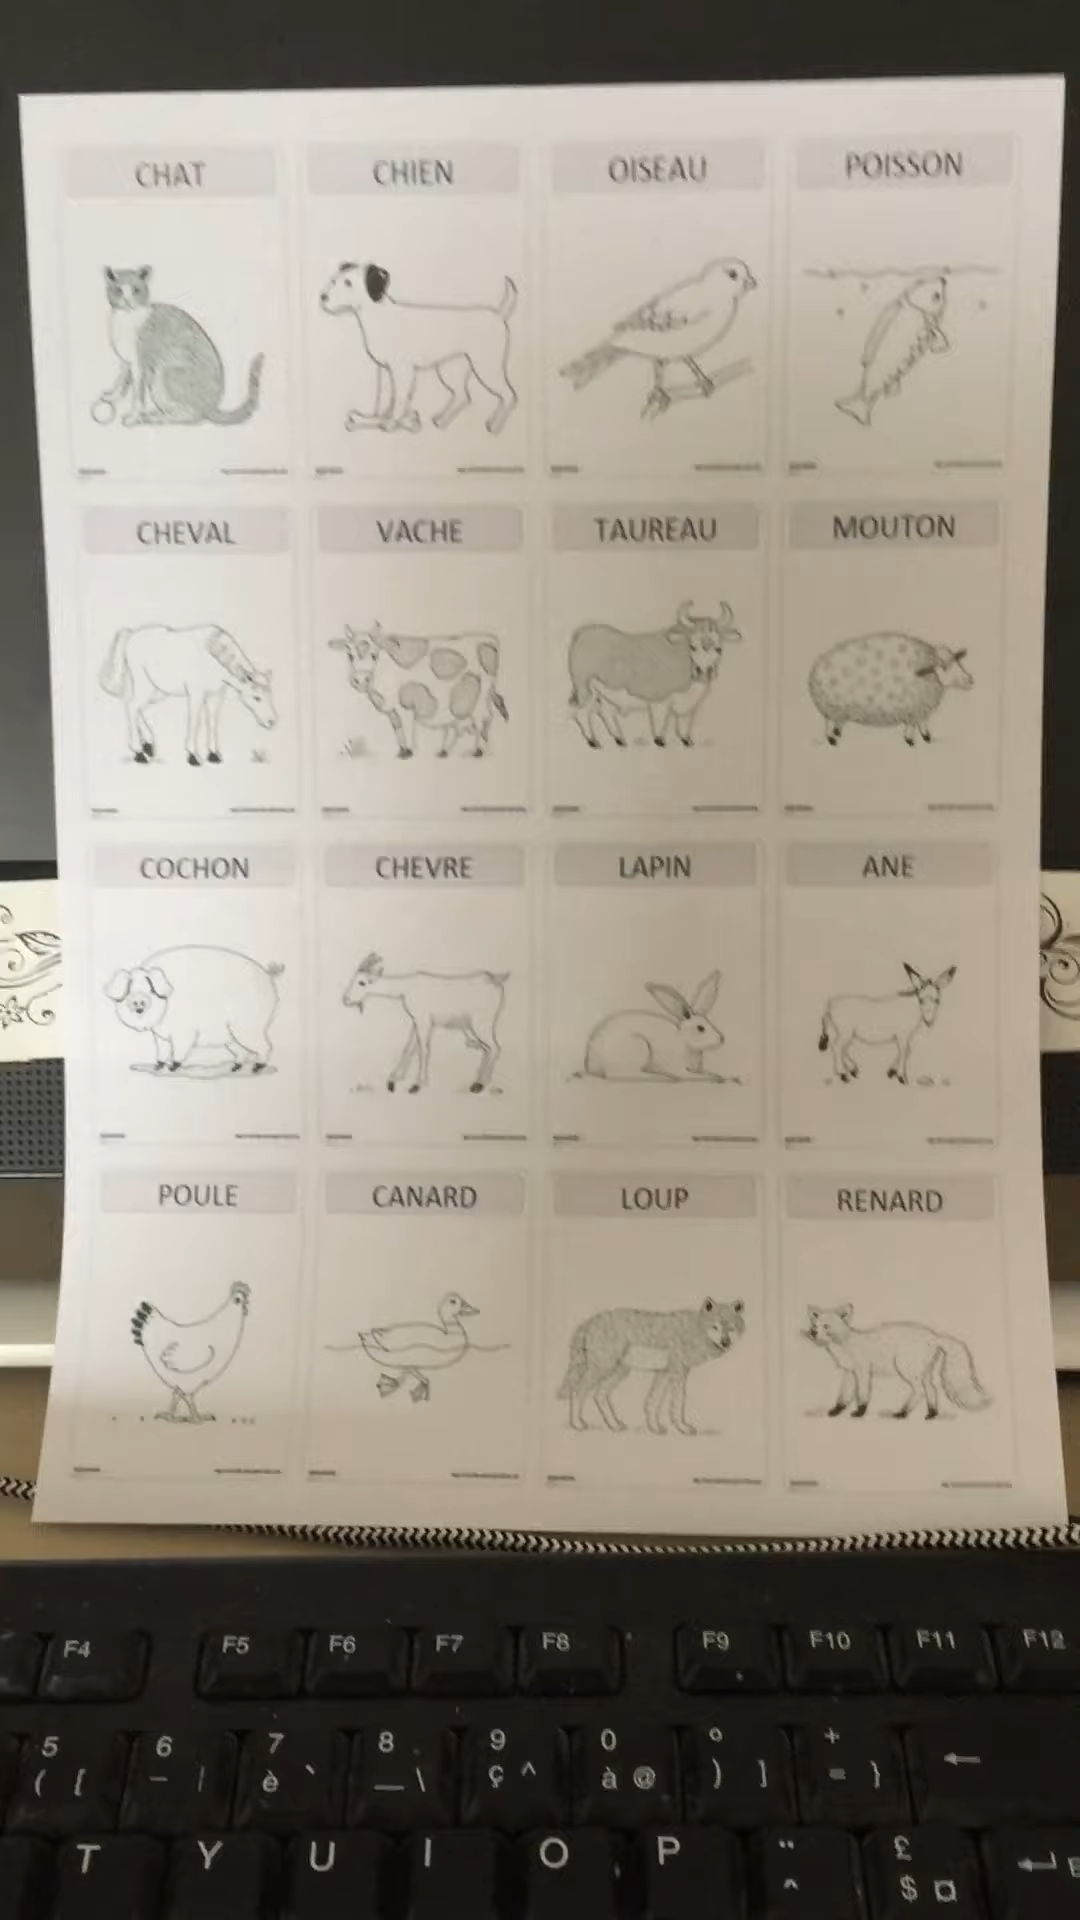 CHAT CHIEN OISEAU POISSON
CHEVAL VACHE TAUREAU MOUTON
COCHON CHEVRE LAPIN ANE
POULE CANARD LOUP RENARD
F4 F5 F6 F7 F8 F9 F10 F11 F12
5 6 7 8 9 0 ° +
( [ - | è ` _ \ ç ^ à @ ) ] = }
T Y U I O P ¨ £
^ $ ¤